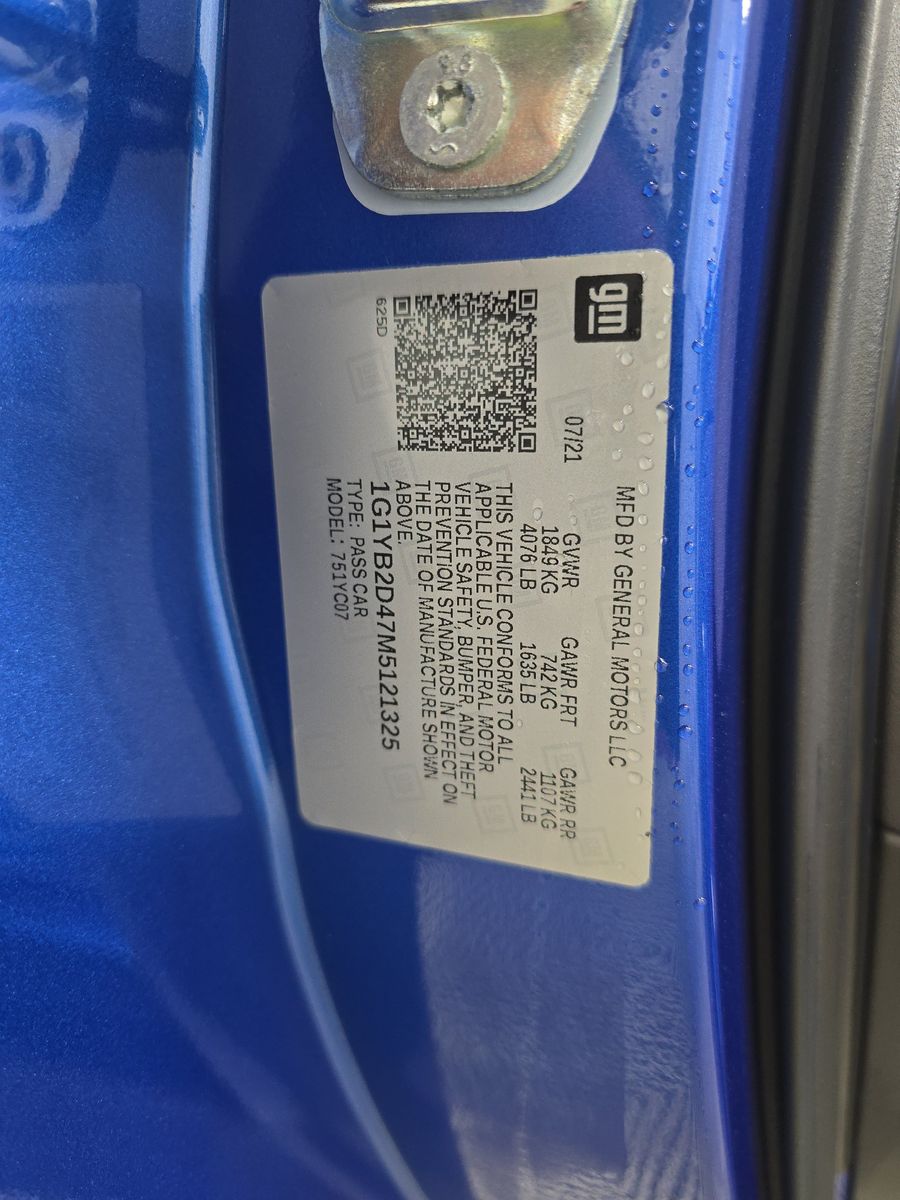 gm
MFD BY GENERAL MOTORS LLC
07/21
GVWR GAWR FRT GAWR RR
1849 KG 742 KG 1107 KG
4076 LB 1635 LB 2441 LB
THIS VEHICLE CONFORMS TO ALL
APPLICABLE U.S. FEDERAL MOTOR
VEHICLE SAFETY, BUMPER, AND THEFT
PREVENTION STANDARDS IN EFFECT ON
THE DATE OF MANUFACTURE SHOWN
ABOVE.
625D
1G1YB2D47M5121325
TYPE: PASS CAR
MODEL: 751YC07